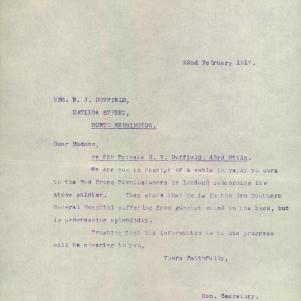 22nd February 1917.
MRS. E. J. DUFFIELD,
MATILDA STREET,
NORTH KENSINGTON.
Dear Madame,
re 558 Private H. V. Duffield, 43rd Bttln.
We are now in receipt of a cable in reply to ours
to the Red Cross Commissioners in London, concerning the
above soldier. They state that he is in the 3rd Southern
General Hospital suffering from gunshot wound in the back, but
is progressing splendidly.
Trusting that the information as to his progress
will be cheering to you,
Yours faithfully,
Hon. Secretary.